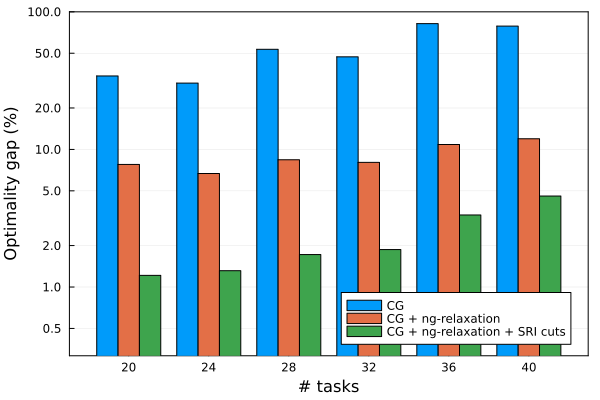 Optimality gap (%)
100.0
50.0
20.0
10.0
5.0
2.0
1.0
0.5
CG
CG + ng-relaxation
CG + ng-relaxation + SRI cuts
20 24 28 32 36 40
# tasks